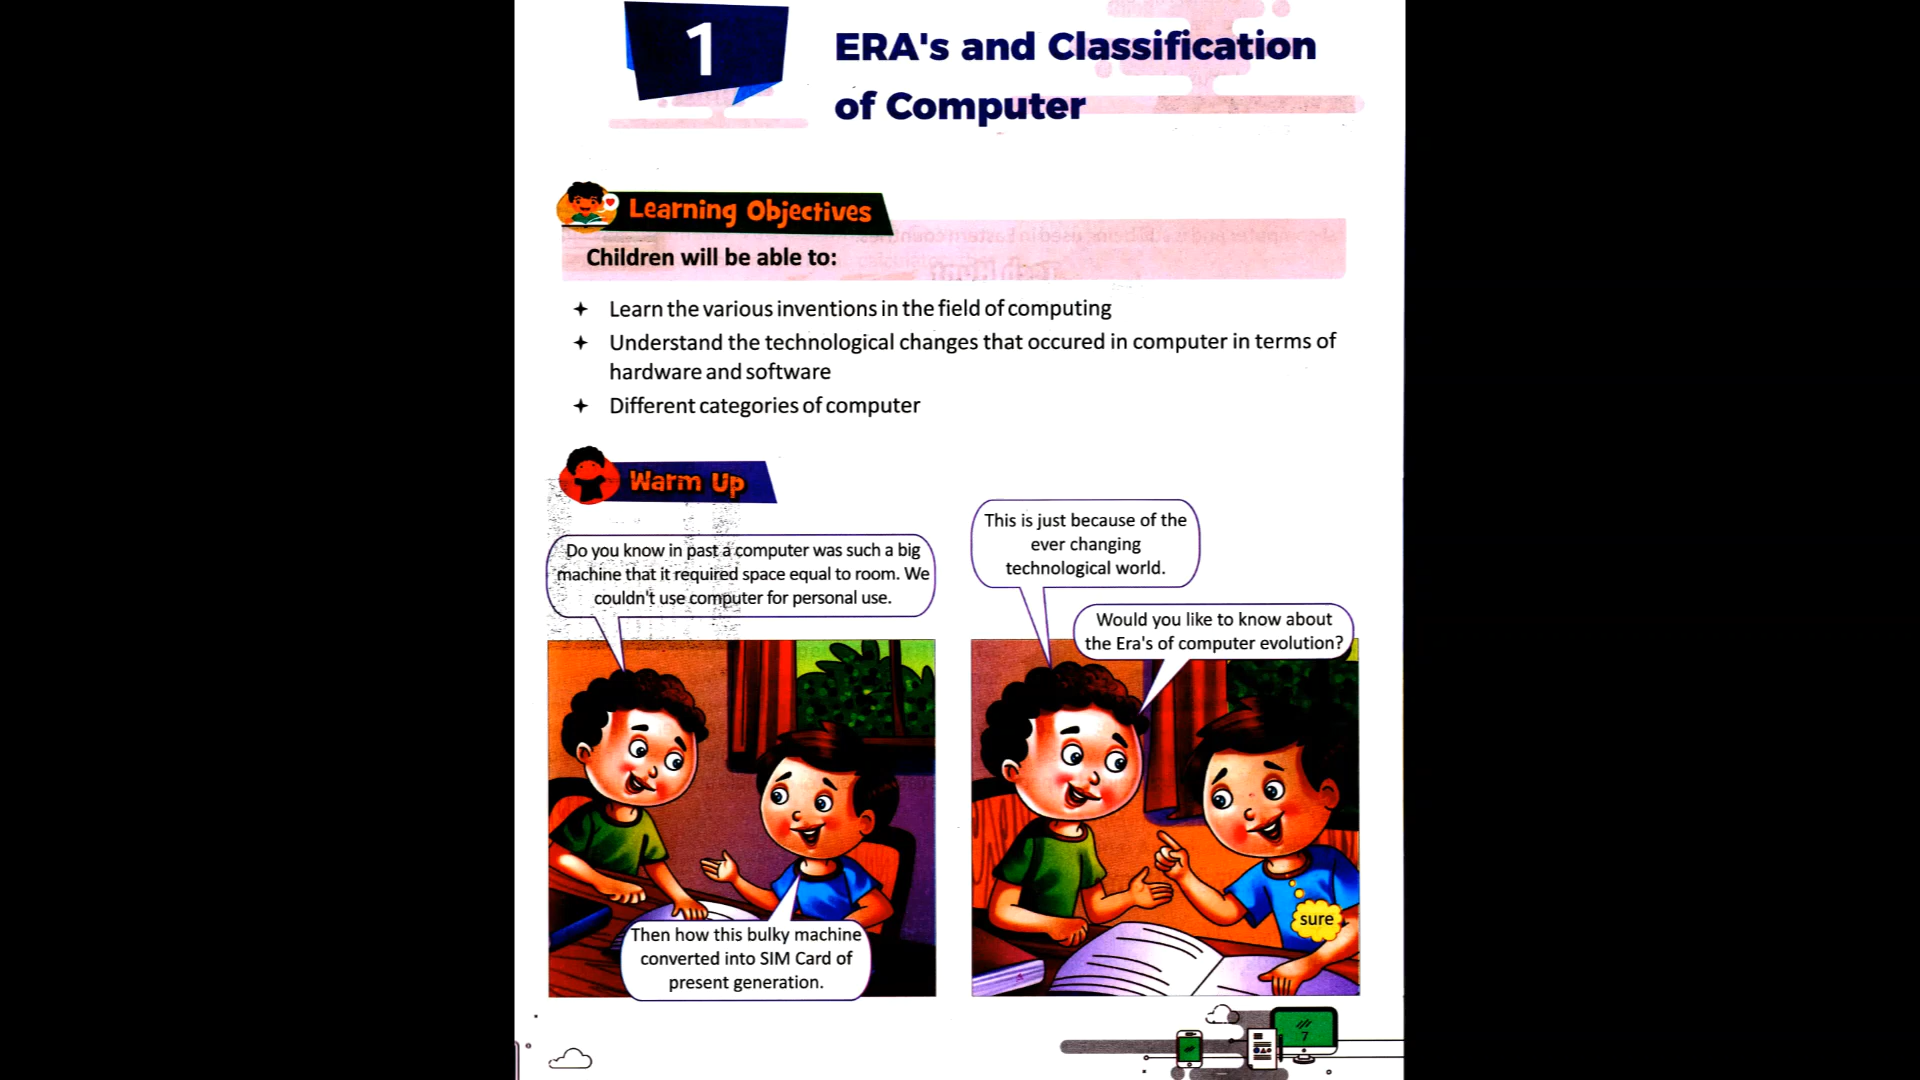 1
ERA's and Classification
of Computer
Learning Objectives
Children will be able to:
Learn the various inventions in the field of computing
Understand the technological changes that occured in computer in terms of
hardware and software
Different categories of computer
Warm Up
Do you know in past a computer was such a big
machine that it required space equal to room. We
couldn't use computer for personal use.
Then how this bulky machine
converted into SIM Card of
present generation.
This is just because of the
ever changing
technological world.
Would you like to know about
the Era's of computer evolution?
sure
7